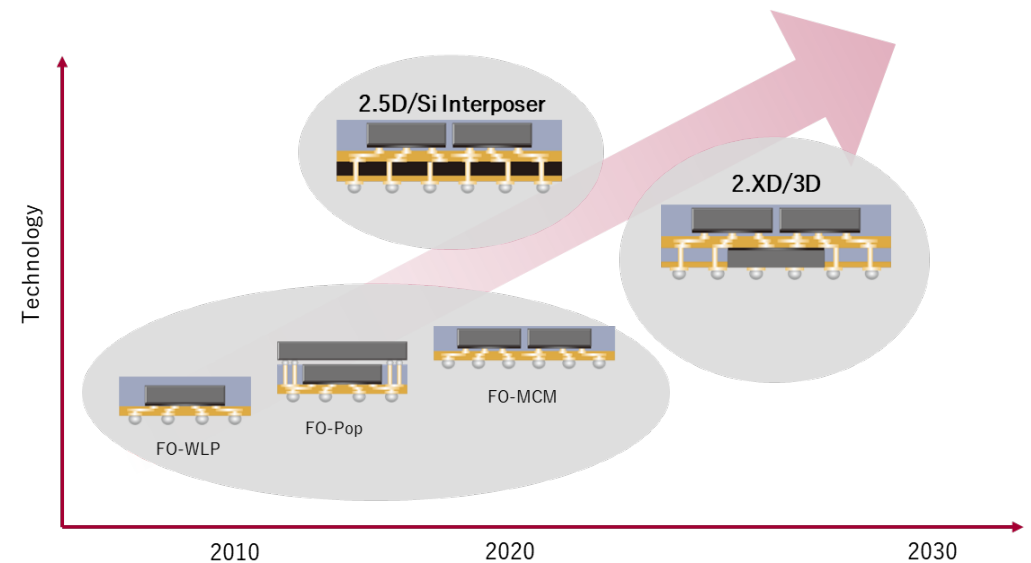 2.5D/Si Interposer
2.XD/3D
Technology
FO-WLP
FO-Pop
FO-MCM
2010
2020
2030